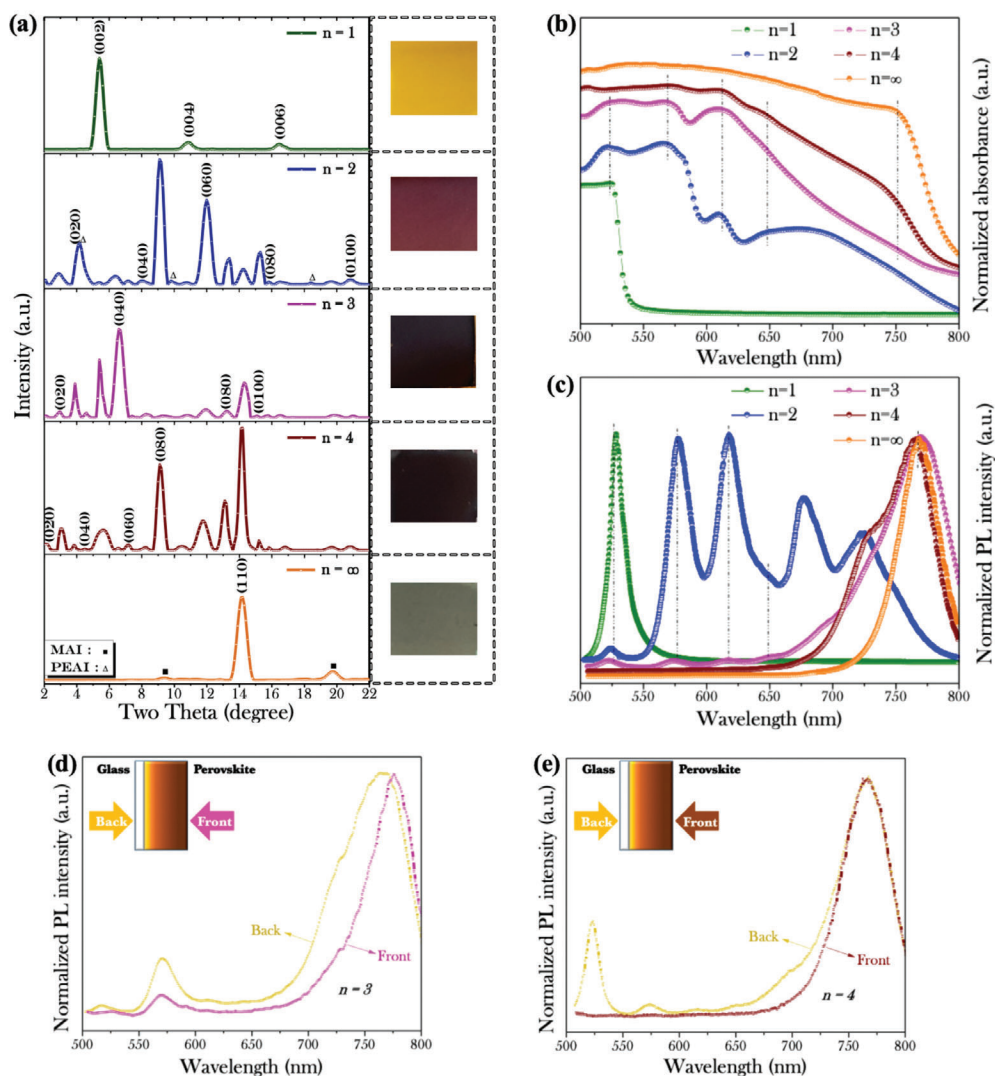 (a)
n = 1
(002)
(004)
(006)
n = 2
(020)
Δ
(040)
Δ
(060)
(080)
Δ
(0100)
n = 3
(020)
(040)
(080)
(0100)
n = 4
(020)
(040)
(060)
(080)
n = ∞
(110)
MAI : ▪
PEAI : Δ
Intensity (a.u.)
2 4 6 8 10 12 14 16 18 20 22
Two Theta (degree)
(b)
n=1 n=3
n=2 n=4
n=∞
Normalized absorbance (a.u.)
500 550 600 650 700 750 800
Wavelength (nm)
(c)
n=1 n=3
n=2 n=4
n=∞
Normalized PL intensity (a.u.)
500 550 600 650 700 750 800
Wavelength (nm)
(d)
Glass Perovskite
Back Front
Back
Front
n = 3
Normalized PL intensity (a.u.)
500 550 600 650 700 750 800
Wavelength (nm)
(e)
Glass Perovskite
Back Front
Back
Front
n = 4
Normalized PL intensity (a.u.)
500 550 600 650 700 750 800
Wavelength (nm)